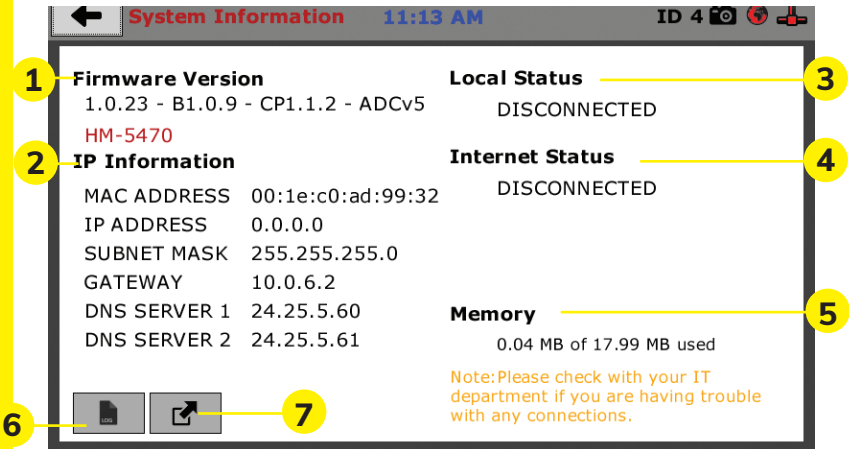 System Information 11:13 AM ID 4
1 Firmware Version
1.0.23 - B1.0.9 - CP1.1.2 - ADCv5
HM-5470
2 IP Information
MAC ADDRESS 00:1e:c0:ad:99:32
IP ADDRESS 0.0.0.0
SUBNET MASK 255.255.255.0
GATEWAY 10.0.6.2
DNS SERVER 1 24.25.5.60
DNS SERVER 2 24.25.5.61
Local Status 3
DISCONNECTED
Internet Status 4
DISCONNECTED
Memory 5
0.04 MB of 17.99 MB used
Note:Please check with your IT
department if you are having trouble
with any connections.
6 LOG 7